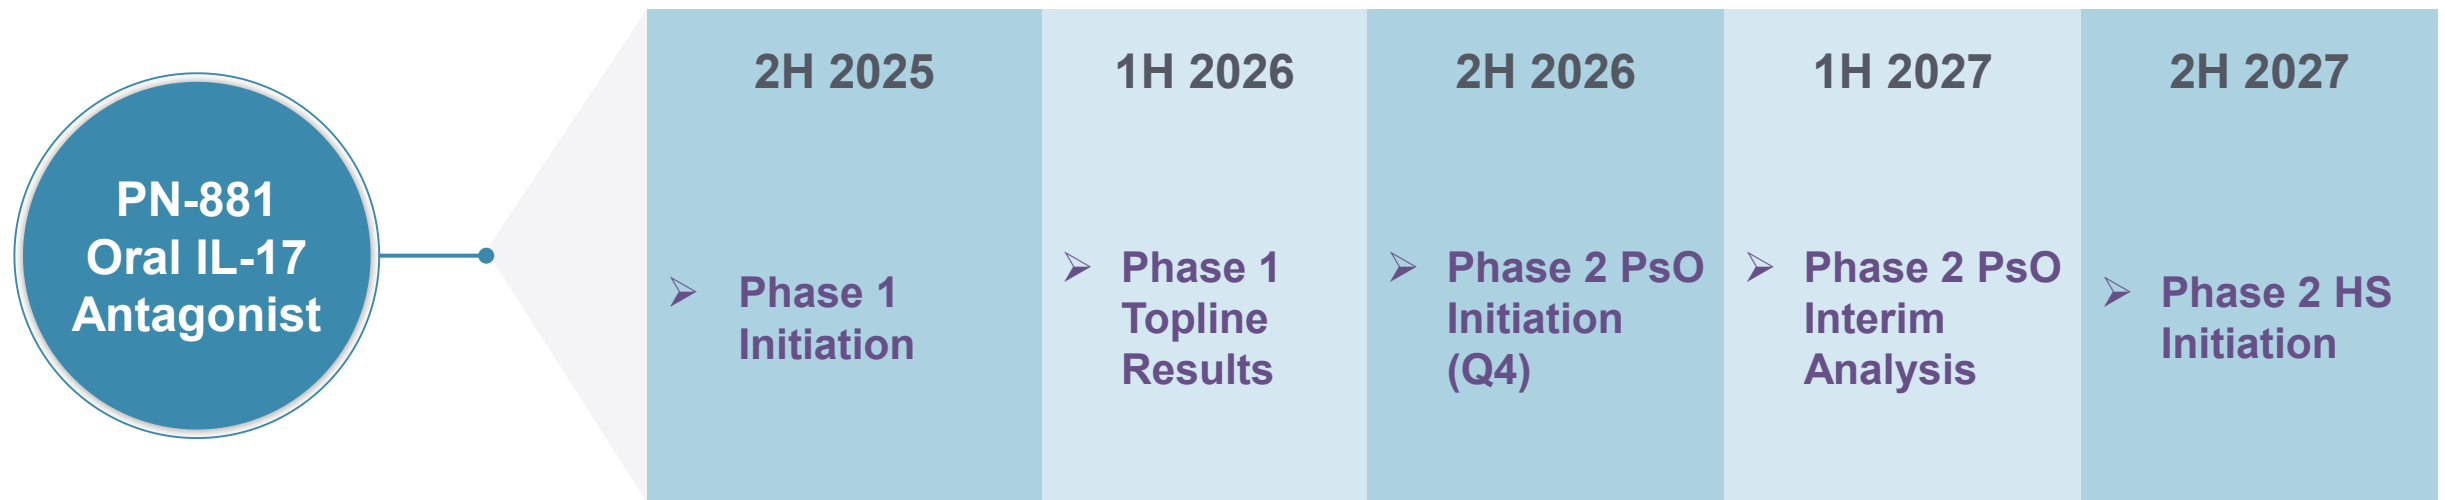 PN-881
Oral IL-17
Antagonist
2H 2025
Phase 1
Initiation
1H 2026
Phase 1
Topline
Results
2H 2026
Phase 2 PsO
Initiation
(Q4)
1H 2027
Phase 2 PsO
Interim
Analysis
2H 2027
Phase 2 HS
Initiation